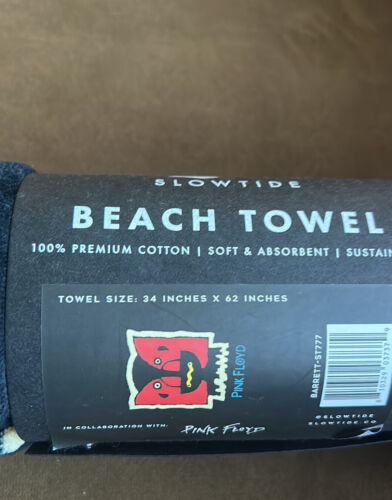 SLOWTIDE
BEACH TOWEL
100% PREMIUM COTTON | SOFT & ABSORBENT |
TOWEL SIZE: 34 INCHES X 62 INCHES
PINK FLOYD
BARRETT-ST777
@SLOWTIDE
SLOWTIDE.CO
IN COLLABORATION WITH: PINK FLOYD